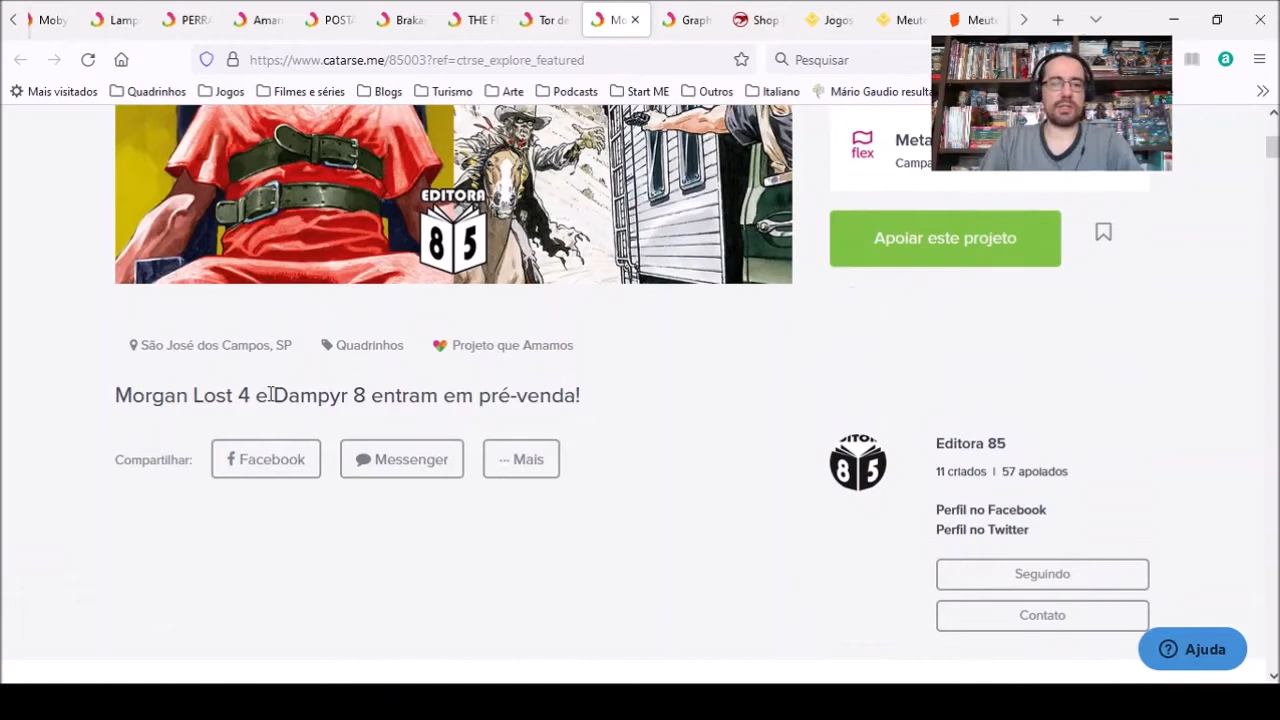 Moby
Lamp
PERR
Aman
POSTA
Braka
THE F
Tor de
Mo
Graph
Shop
Jogos
Meut
Meut
https://www.catarse.me/85003?ref=ctrse_explore_featured
Pesquisar
a
Mais visitados
Quadrinhos
Jogos
Filmes e séries
Blogs
Turismo
Arte
Podcasts
Start ME
Outros
Italiano
Mário Gaudio resulta
flex
Meta
Campa
EDITORA
85
Apoiar este projeto
São José dos Campos, SP
Quadrinhos
Projeto que Amamos
Morgan Lost 4 e Dampyr 8 entram em pré-venda!
Compartilhar:
Facebook
Messenger
··· Mais
85
Editora 85
11 criados | 57 apoiados
Perfil no Facebook
Perfil no Twitter
Seguindo
Contato
Ajuda